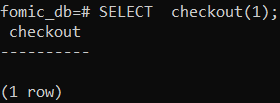 fomic_db=# SELECT  checkout(1);
 checkout
----------

(1 row)